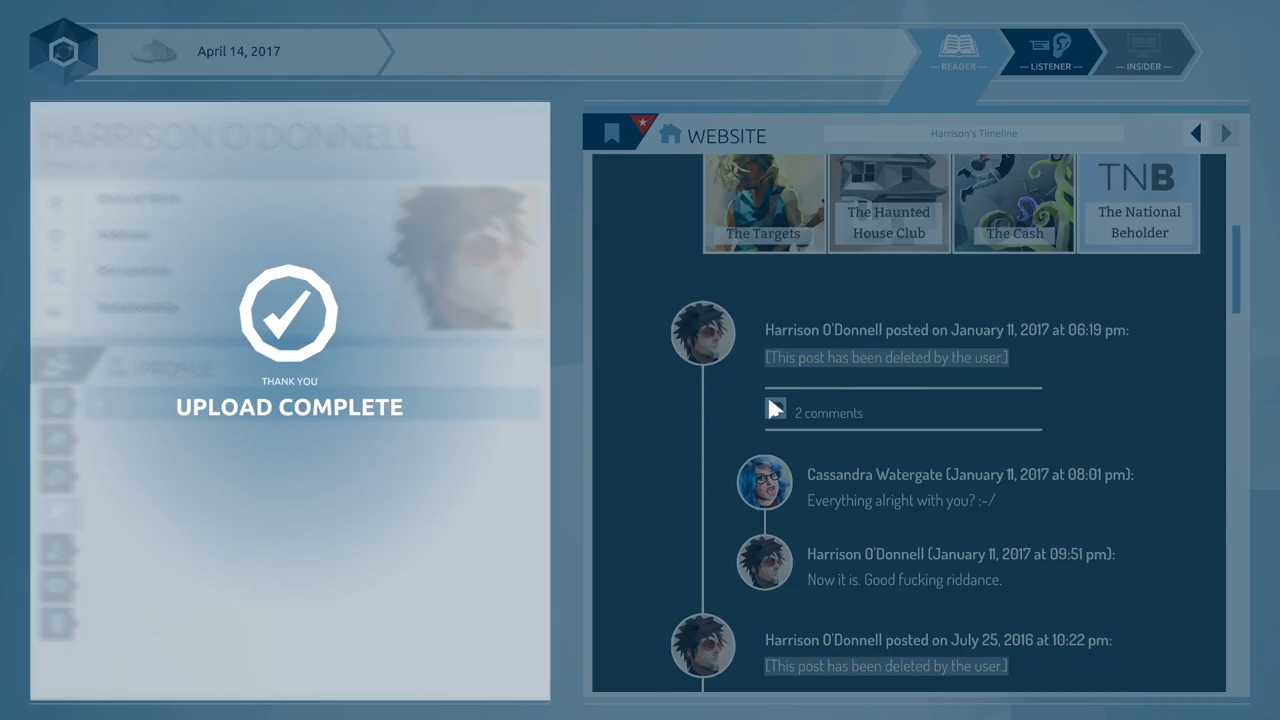 April 14, 2017
— READER —
— LISTENER —
— INSIDER —
HARRISON O'DONNELL
Address
Occupation
Relationship
PROFILE
THANK YOU
UPLOAD COMPLETE
WEBSITE
Harrison's Timeline
The Targets
The Haunted
House Club
The Cash
TNB
The National
Beholder
Harrison O'Donnell posted on January 11, 2017 at 06:19 pm:
[This post has been deleted by the user.]
2 comments
Cassandra Watergate (January 11, 2017 at 08:01 pm):
Everything alright with you? :-/
Harrison O'Donnell (January 11, 2017 at 09:51 pm):
Now it is. Good fucking riddance.
Harrison O'Donnell posted on July 25, 2016 at 10:22 pm:
[This post has been deleted by the user.]